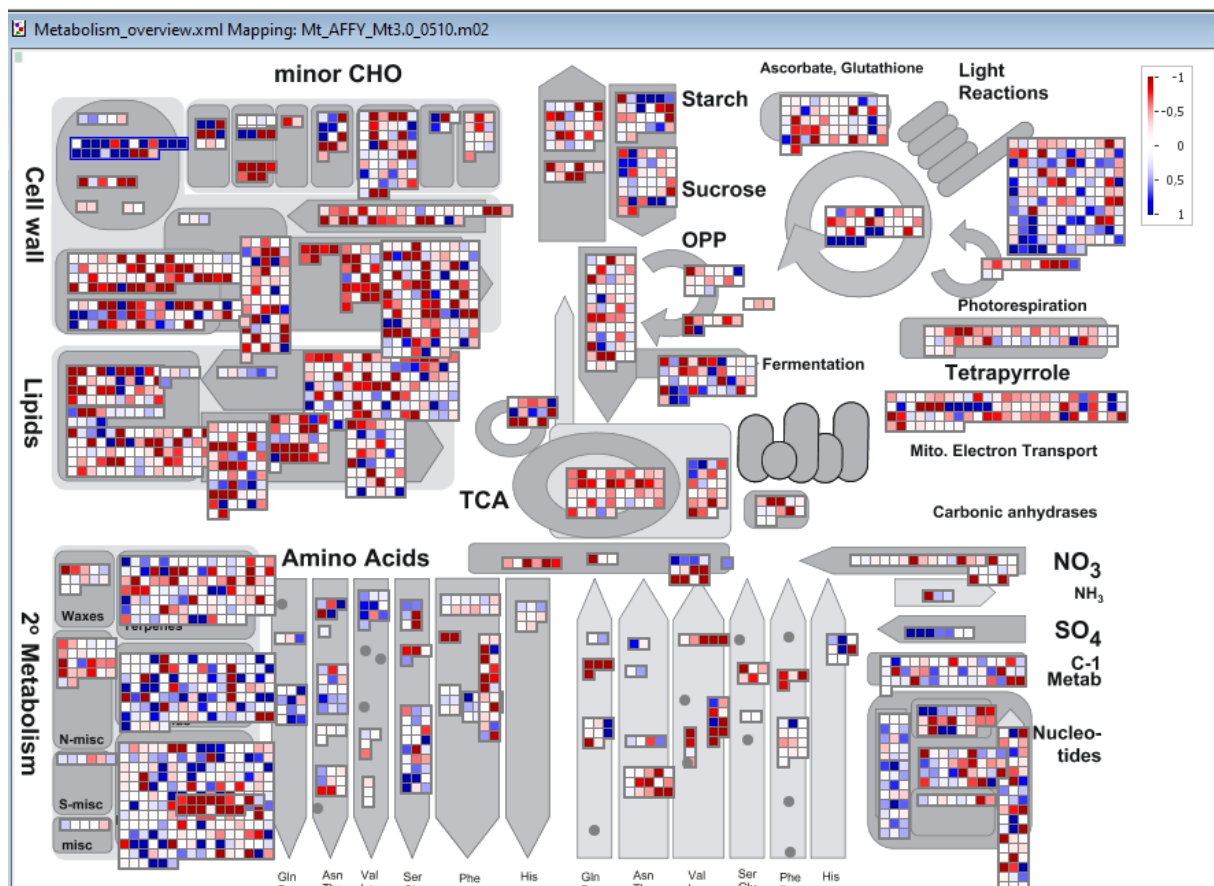 Metabolism_overview.xml Mapping: Mt_AFFY_Mt3.0_0510.m02
minor CHO
Starch
Sucrose
OPP
Ascorbate, Glutathione
Light
Reactions
-1
-0,5
0
0,5
1
Cell wall
Lipids
Photorespiration
Tetrapyrrole
Fermentation
Mito. Electron Transport
Carbonic anhydrases
TCA
Amino Acids
NO3
NH3
SO4
C-1
Metab
Nucleo-
tides
2º Metabolism
Waxes
Terpenes
N-misc
S-misc
misc
Gln
Asn
Val
Ser
Phe
His
Gln
Asn
Val
Ser
Phe
His